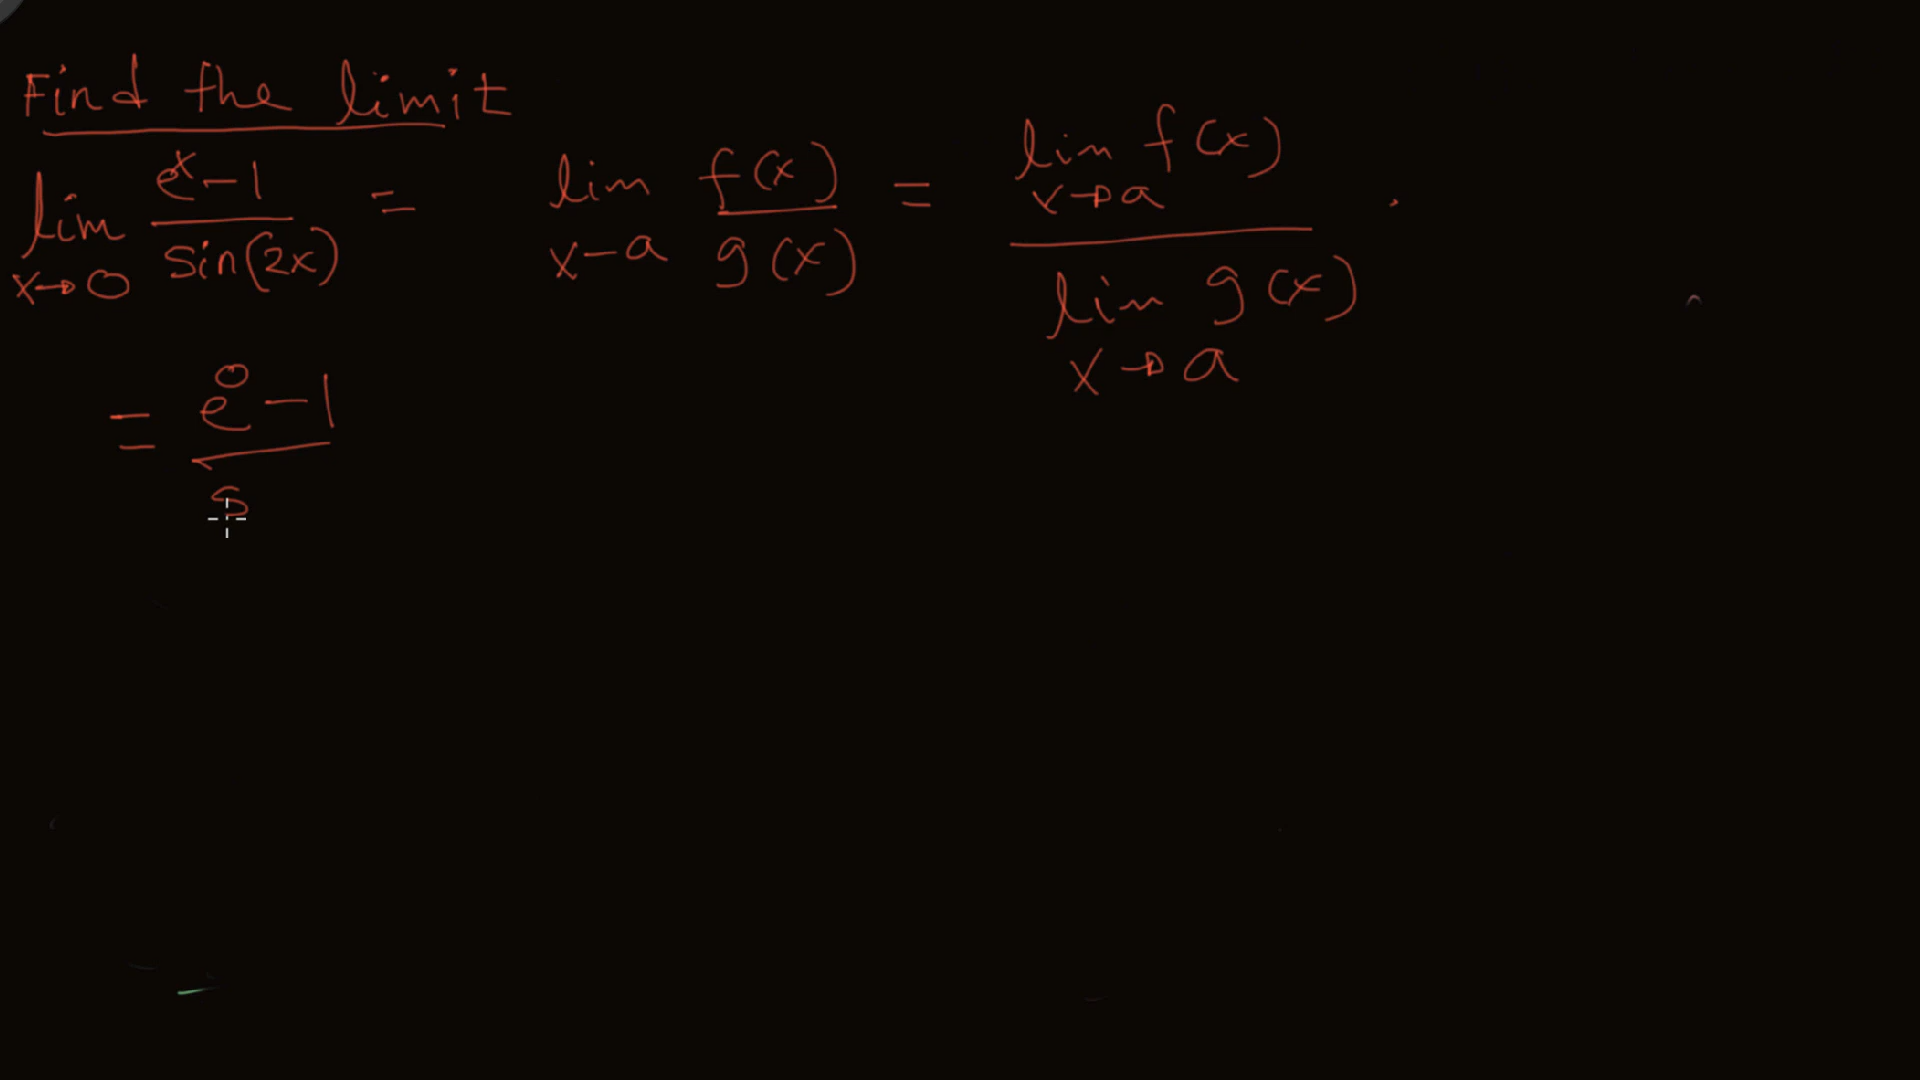 Find the limit
lim x→0 (e^x − 1)/(sin(2x)) = lim x−a f(x)/g(x) = (lim x→a f(x))/(lim x→a g(x)) .
= (e^0 − 1)/(s